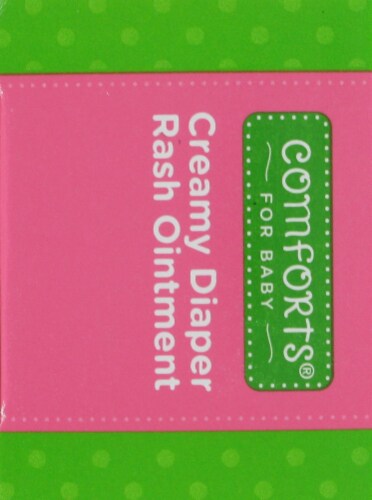 COMFORTS®
FOR BABY
Creamy Diaper
Rash Ointment